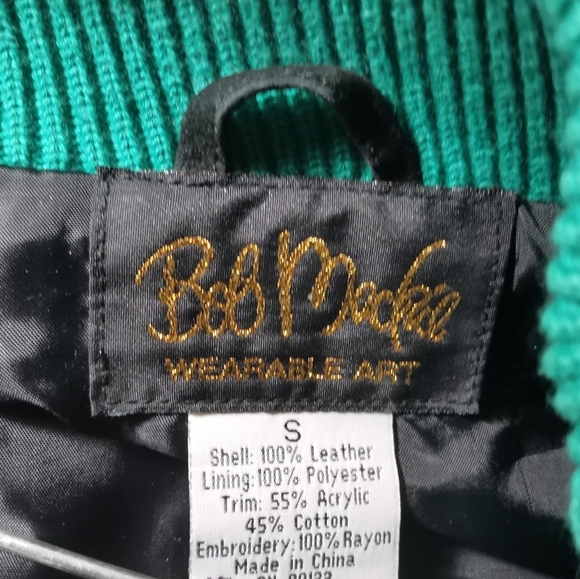 Bob Mackie
WEARABLE ART
S
Shell: 100% Leather
Lining:100% Polyester
Trim: 55% Acrylic
45% Cotton
Embroidery:100% Rayon
Made in China